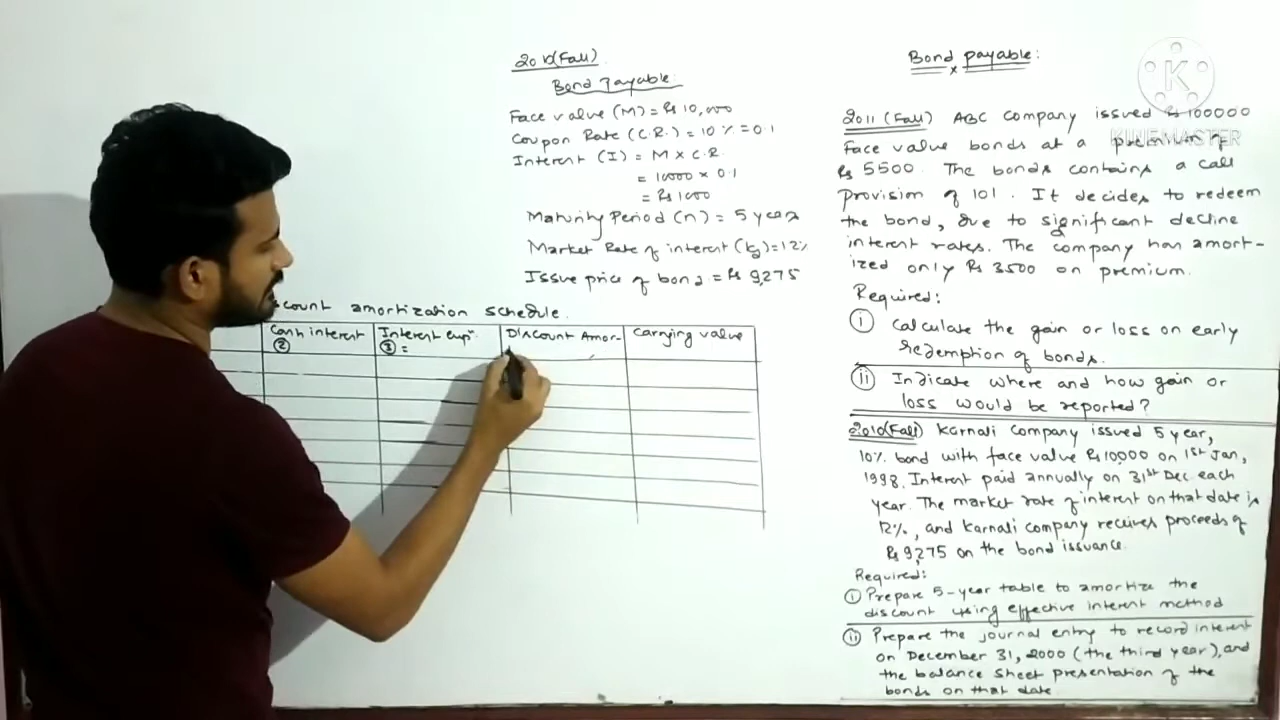 2010(Fall)
Bond Payable:
Face value (M) = Rs 10,000
Coupon Rate (C.R.) = 10% = 0.1
Interest (I) = M × C.R.
= 10000 × 0.1
= Rs 1000
Maturity Period (n) = 5 years
Market Rate of interest (kd) = 12%
Issue price of bond = Rs 9,275
scount amortization schedule.
Cash interest
②
Interest exp
③ =
Discount Amor-
Carrying value
Bond payable:
K
KINEMASTER
2011 (Fall) ABC company issued Rs 100000
Face value bonds at a premium of
Rs 5500. The bonds contains a call
Provision of 101. It decides to redeem
the bond, due to significant decline
interest rates. The company has amort-
ized only Rs 3500 on premium.
Required:
i Calculate the gain or loss on early
redemption of bonds.
ii Indicate where and how gain or
loss would be reported?
2010(Fall) Karnali company issued 5 year,
10% bond with face value Rs 10,000 on 1st Jan,
1998. Interest paid annually on 31st Dec each
year. The market rate of interest on that date is
12%, and Karnali company receives proceeds of
Rs 9,275 on the bond issuance.
Required:
i Prepare 5-year table to amortize the
discount using effective interest method
ii Prepare the journal entry to record interest
on December 31, 2000 (the third year), and
the balance sheet presentation of the
bonds on that date